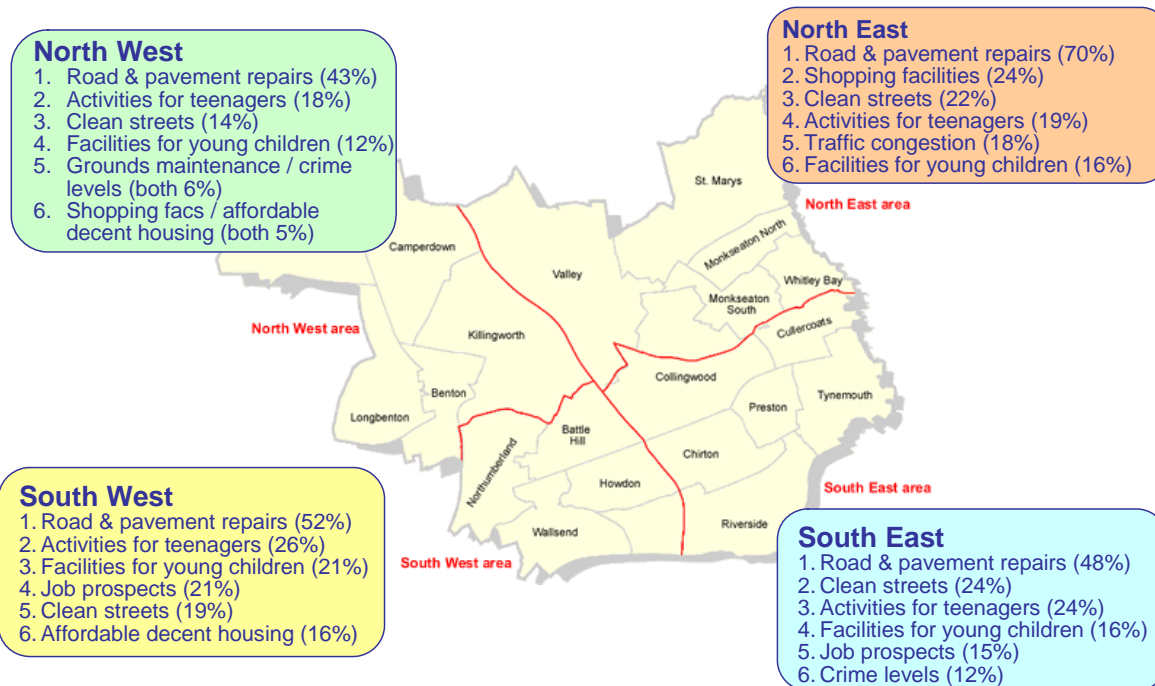 North West
1. Road & pavement repairs (43%)
2. Activities for teenagers (18%)
3. Clean streets (14%)
4. Facilities for young children (12%)
5. Grounds maintenance / crime
levels (both 6%)
6. Shopping facs / affordable
decent housing (both 5%)
North East
1. Road & pavement repairs (70%)
2. Shopping facilities (24%)
3. Clean streets (22%)
4. Activities for teenagers (19%)
5. Traffic congestion (18%)
6. Facilities for young children (16%)
St. Marys
North East area
Monkseaton North
Camperdown
Valley
Whitley Bay
Monkseaton
South
North West area
Killingworth
Cullercoats
Collingwood
Benton
Preston
Tynemouth
Longbenton
Battle
Hill
Northumberland
Chirton
Howdon
South East area
Riverside
Wallsend
South West area
South West
1. Road & pavement repairs (52%)
2. Activities for teenagers (26%)
3. Facilities for young children (21%)
4. Job prospects (21%)
5. Clean streets (19%)
6. Affordable decent housing (16%)
South East
1. Road & pavement repairs (48%)
2. Clean streets (24%)
3. Activities for teenagers (24%)
4. Facilities for young children (16%)
5. Job prospects (15%)
6. Crime levels (12%)